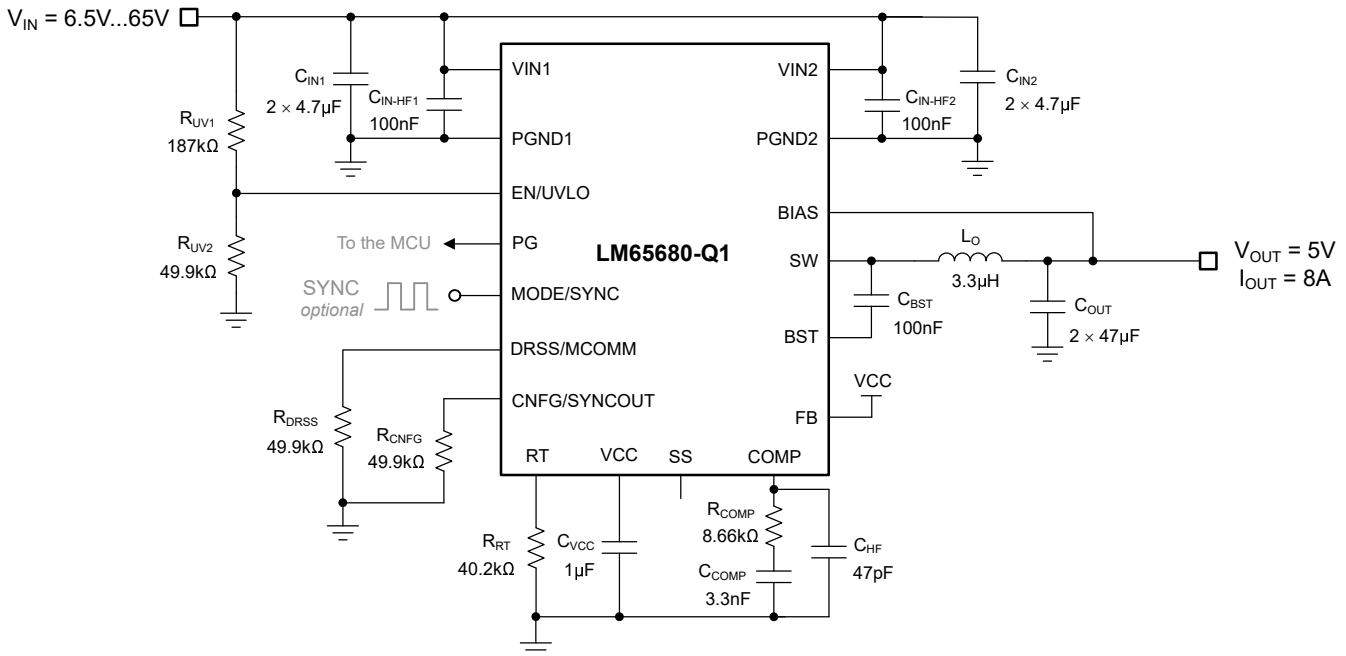 V_IN = 6.5V...65V
C_IN1
2 × 4.7µF
C_IN-HF1
100nF
R_UV1
187kΩ
R_UV2
49.9kΩ
VIN1
PGND1
EN/UVLO
PG
MODE/SYNC
DRSS/MCOMM
CNFG/SYNCOUT
To the MCU
SYNC
optional
LM65680-Q1
VIN2
PGND2
BIAS
SW
BST
FB
RT
VCC
SS
COMP
C_IN-HF2
100nF
C_IN2
2 × 4.7µF
L_O
3.3µH
C_BST
100nF
C_OUT
2 × 47µF
V_OUT = 5V
I_OUT = 8A
VCC
R_DRSS
49.9kΩ
R_CNFG
49.9kΩ
R_RT
40.2kΩ
C_VCC
1µF
R_COMP
8.66kΩ
C_COMP
3.3nF
C_HF
47pF